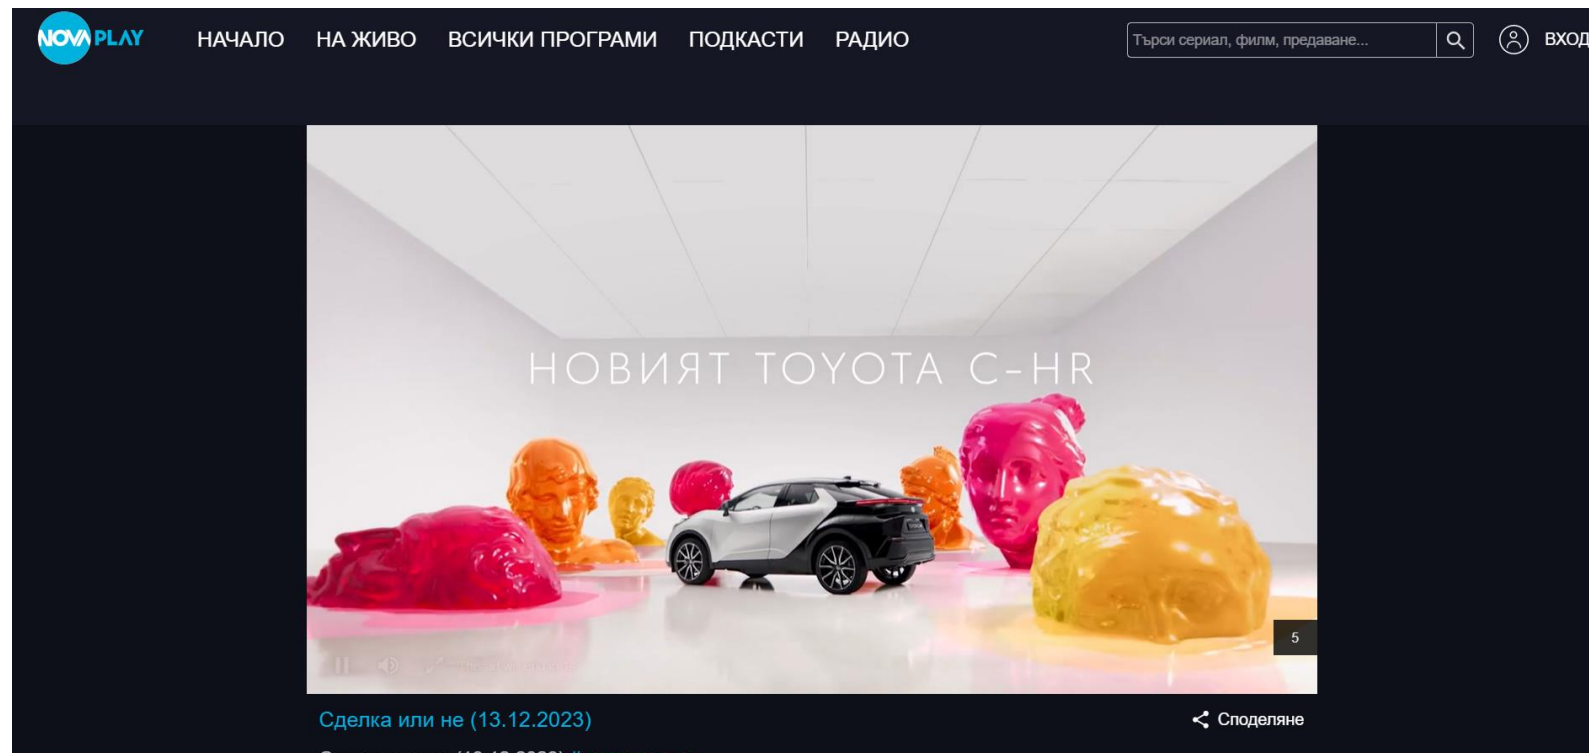 NOVA PLAY
НАЧАЛО НА ЖИВО ВСИЧКИ ПРОГРАМИ ПОДКАСТИ РАДИО
Търси сериал, филм, предаване...
ВХОД
НОВИЯТ TOYOTA C-HR
5
Сделка или не (13.12.2023)
Споделяне